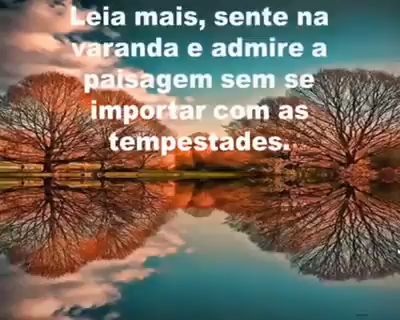 Leia mais, sente na
varanda e admire a
paisagem sem se
importar com as
tempestades.